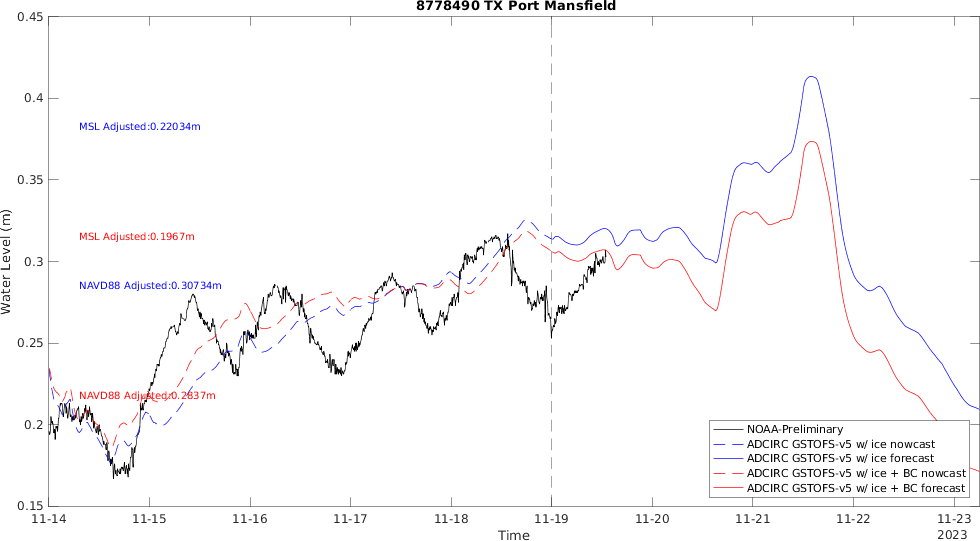 8778490 TX Port Mansfield
0.45
0.4
0.35
0.3
0.25
0.2
0.15
Water Level (m)
MSL Adjusted:0.22034m
MSL Adjusted:0.1967m
NAVD88 Adjusted:0.30734m
NAVD88 Adjusted:0.2837m
NOAA-Preliminary
ADCIRC GSTOFS-v5 w/ ice nowcast
ADCIRC GSTOFS-v5 w/ ice forecast
ADCIRC GSTOFS-v5 w/ ice + BC nowcast
ADCIRC GSTOFS-v5 w/ ice + BC forecast
11-14 11-15 11-16 11-17 11-18 11-19 11-20 11-21 11-22 11-23
2023
Time